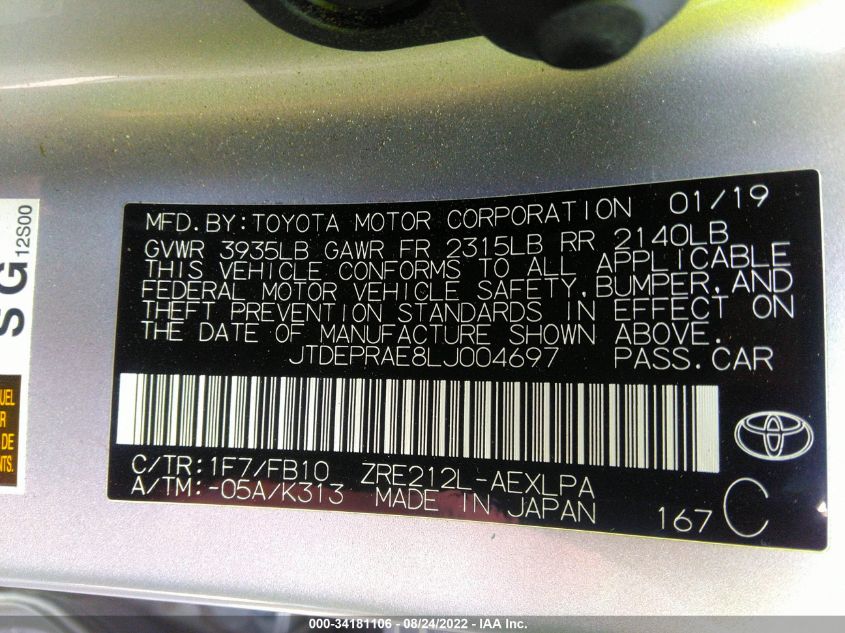 MFD.BY:TOYOTA MOTOR CORPORATION 01/19
GVWR 3935LB GAWR FR 2315LB RR 2140LB
THIS VEHICLE CONFORMS TO ALL APPLICABLE
FEDERAL MOTOR VEHICLE SAFETY,BUMPER,AND
THEFT PREVENTION STANDARDS IN EFFECT ON
THE DATE OF MANUFACTURE SHOWN ABOVE.
JTDEPRAE8LJ004697 PASS.CAR
C/TR:1F7/FB10 ZRE212L-AEXLPA
A/TM:-05A/K313 MADE IN JAPAN
167 C
SG
12S00
UEL
R
DE
NTS.
000-34181106 - 08/24/2022 - IAA Inc.